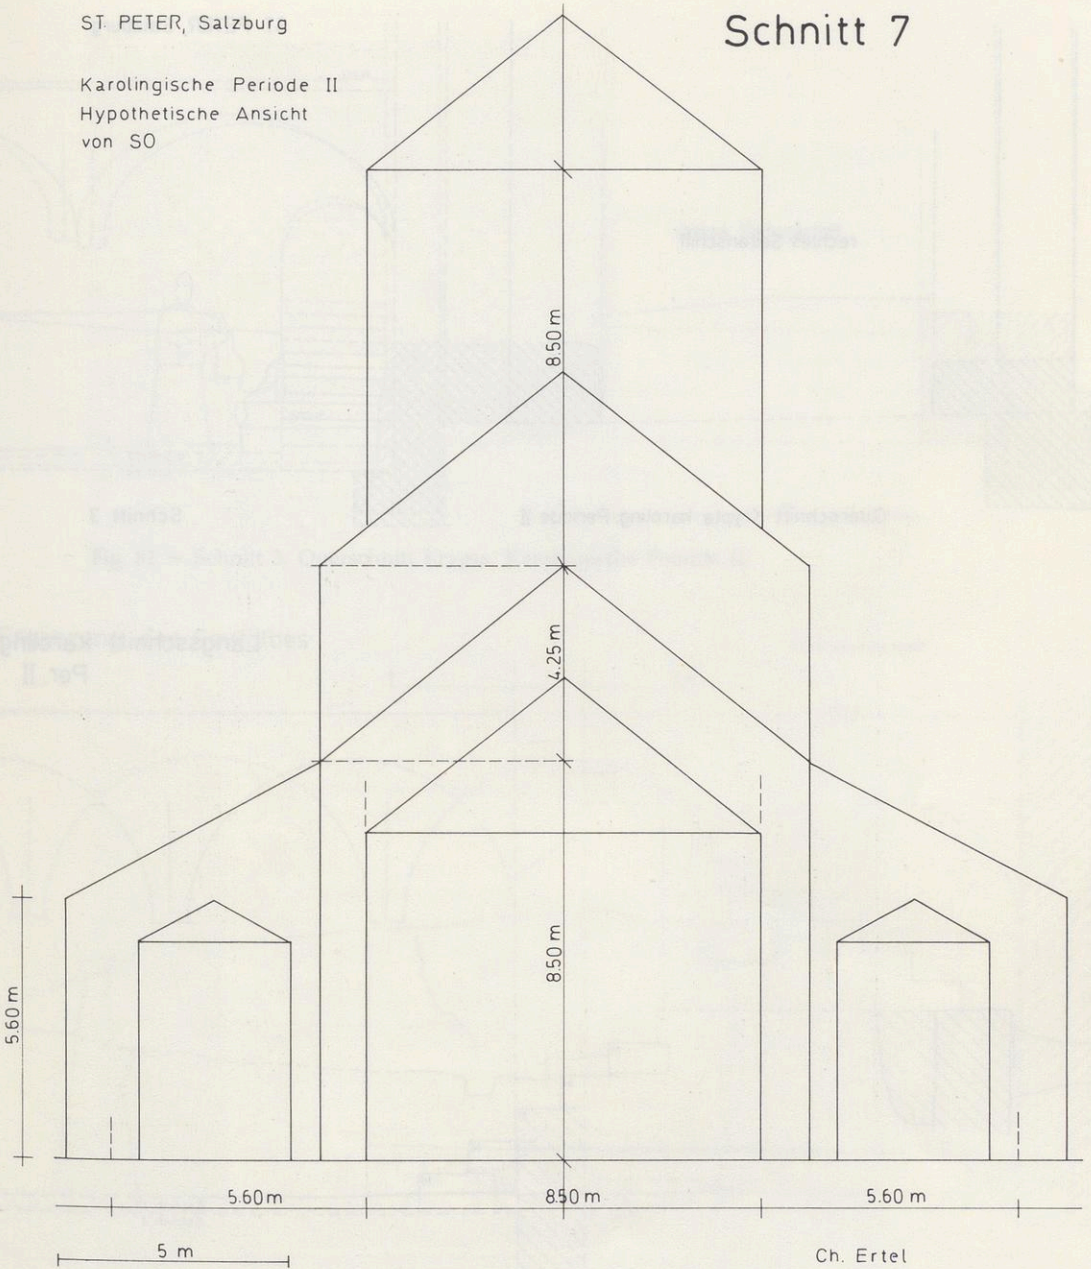 ST. PETER, Salzburg
Schnitt 7
Karolingische Periode II
Hypothetische Ansicht
von SO
8.50 m
4.25 m
8.50 m
5.60 m
5.60 m
8.50 m
5.60 m
5 m
Ch. Ertel